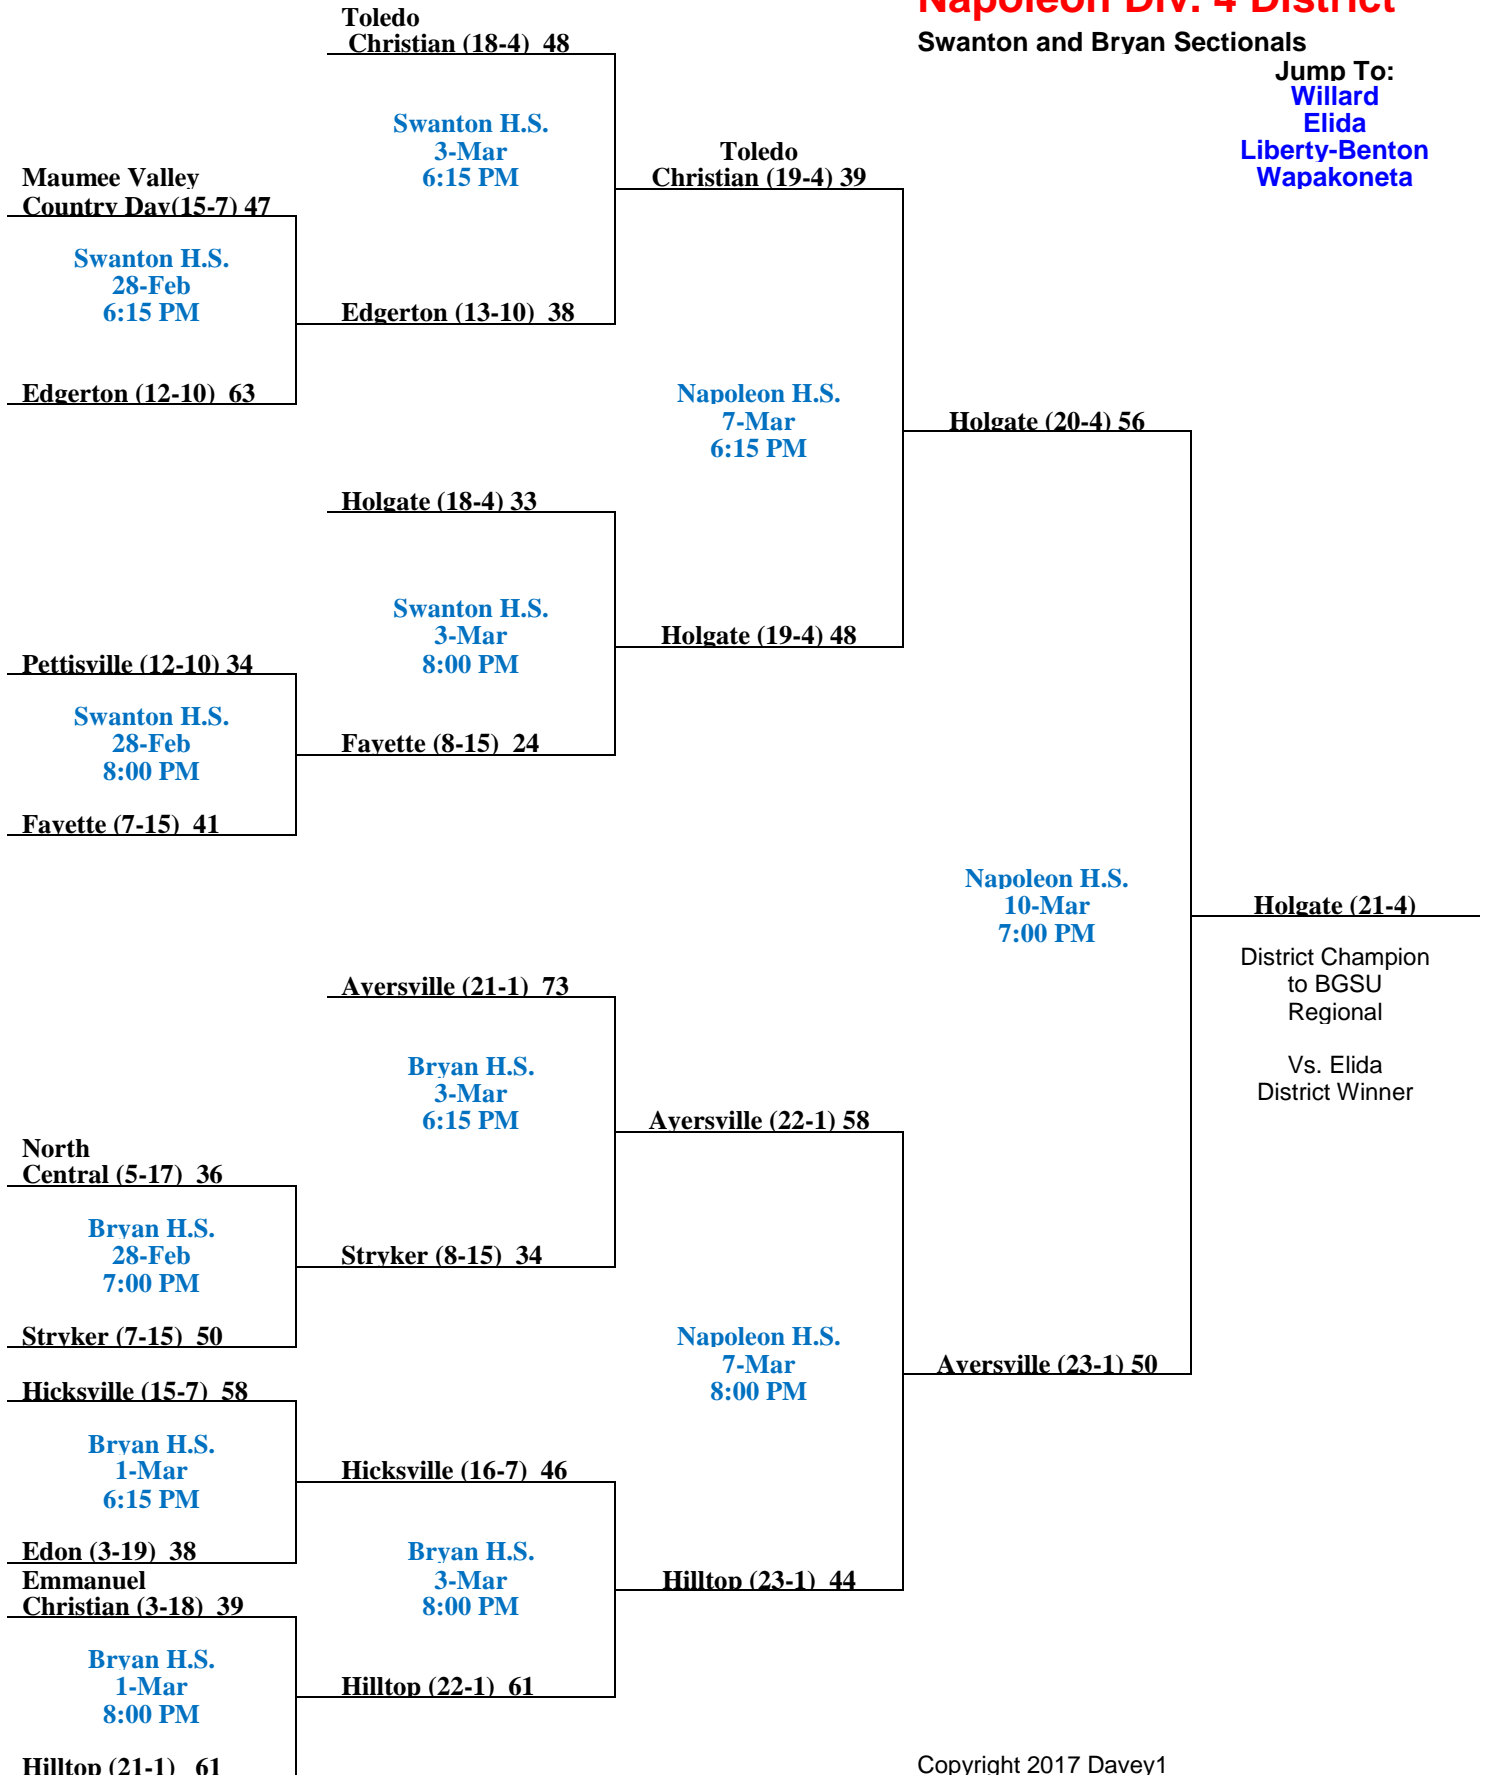 Napoleon Div. 4 District
Swanton and Bryan Sectionals
Jump To:
Willard
Elida
Liberty-Benton
Wapakoneta
Toledo
Christian (18-4) 48
Swanton H.S.
3-Mar
6:15 PM
Toledo
Christian (19-4) 39
Maumee Valley
Country Day(15-7) 47
Swanton H.S.
28-Feb
6:15 PM
Edgerton (13-10) 38
Edgerton (12-10) 63
Napoleon H.S.
7-Mar
6:15 PM
Holgate (20-4) 56
Holgate (18-4) 33
Swanton H.S.
3-Mar
8:00 PM
Holgate (19-4) 48
Pettisville (12-10) 34
Swanton H.S.
28-Feb
8:00 PM
Fayette (8-15) 24
Fayette (7-15) 41
Napoleon H.S.
10-Mar
7:00 PM
Holgate (21-4)
District Champion
to BGSU
Regional
Vs. Elida
District Winner
Ayersville (21-1) 73
Bryan H.S.
3-Mar
6:15 PM
Ayersville (22-1) 58
North
Central (5-17) 36
Bryan H.S.
28-Feb
7:00 PM
Stryker (8-15) 34
Stryker (7-15) 50
Napoleon H.S.
7-Mar
8:00 PM
Ayersville (23-1) 50
Hicksville (15-7) 58
Bryan H.S.
1-Mar
6:15 PM
Hicksville (16-7) 46
Edon (3-19) 38
Bryan H.S.
3-Mar
8:00 PM
Hilltop (23-1) 44
Emmanuel
Christian (3-18) 39
Bryan H.S.
1-Mar
8:00 PM
Hilltop (22-1) 61
Hilltop (21-1) 61
Copyright 2017 Davey1